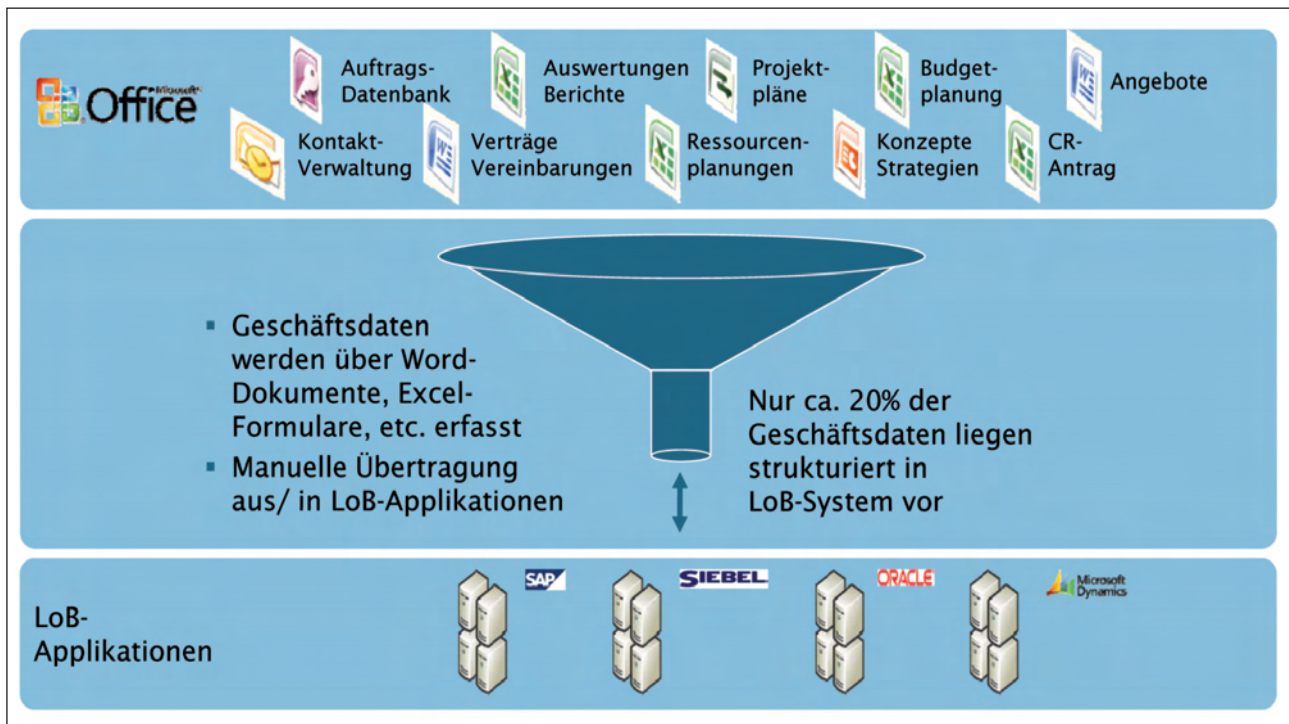 Microsoft®
Office
Auftrags-
Datenbank
Auswertungen
Berichte
Projekt-
pläne
Budget-
planung
Angebote
Kontakt-
Verwaltung
Verträge
Vereinbarungen
Ressourcen-
planungen
Konzepte
Strategien
CR-
Antrag
▪ Geschäftsdaten
werden über Word-
Dokumente, Excel-
Formulare, etc. erfasst
▪ Manuelle Übertragung
aus/ in LoB-Applikationen
Nur ca. 20% der
Geschäftsdaten liegen
strukturiert in
LoB-System vor
LoB-
Applikationen
SAP
SIEBEL
ORACLE
Microsoft
Dynamics